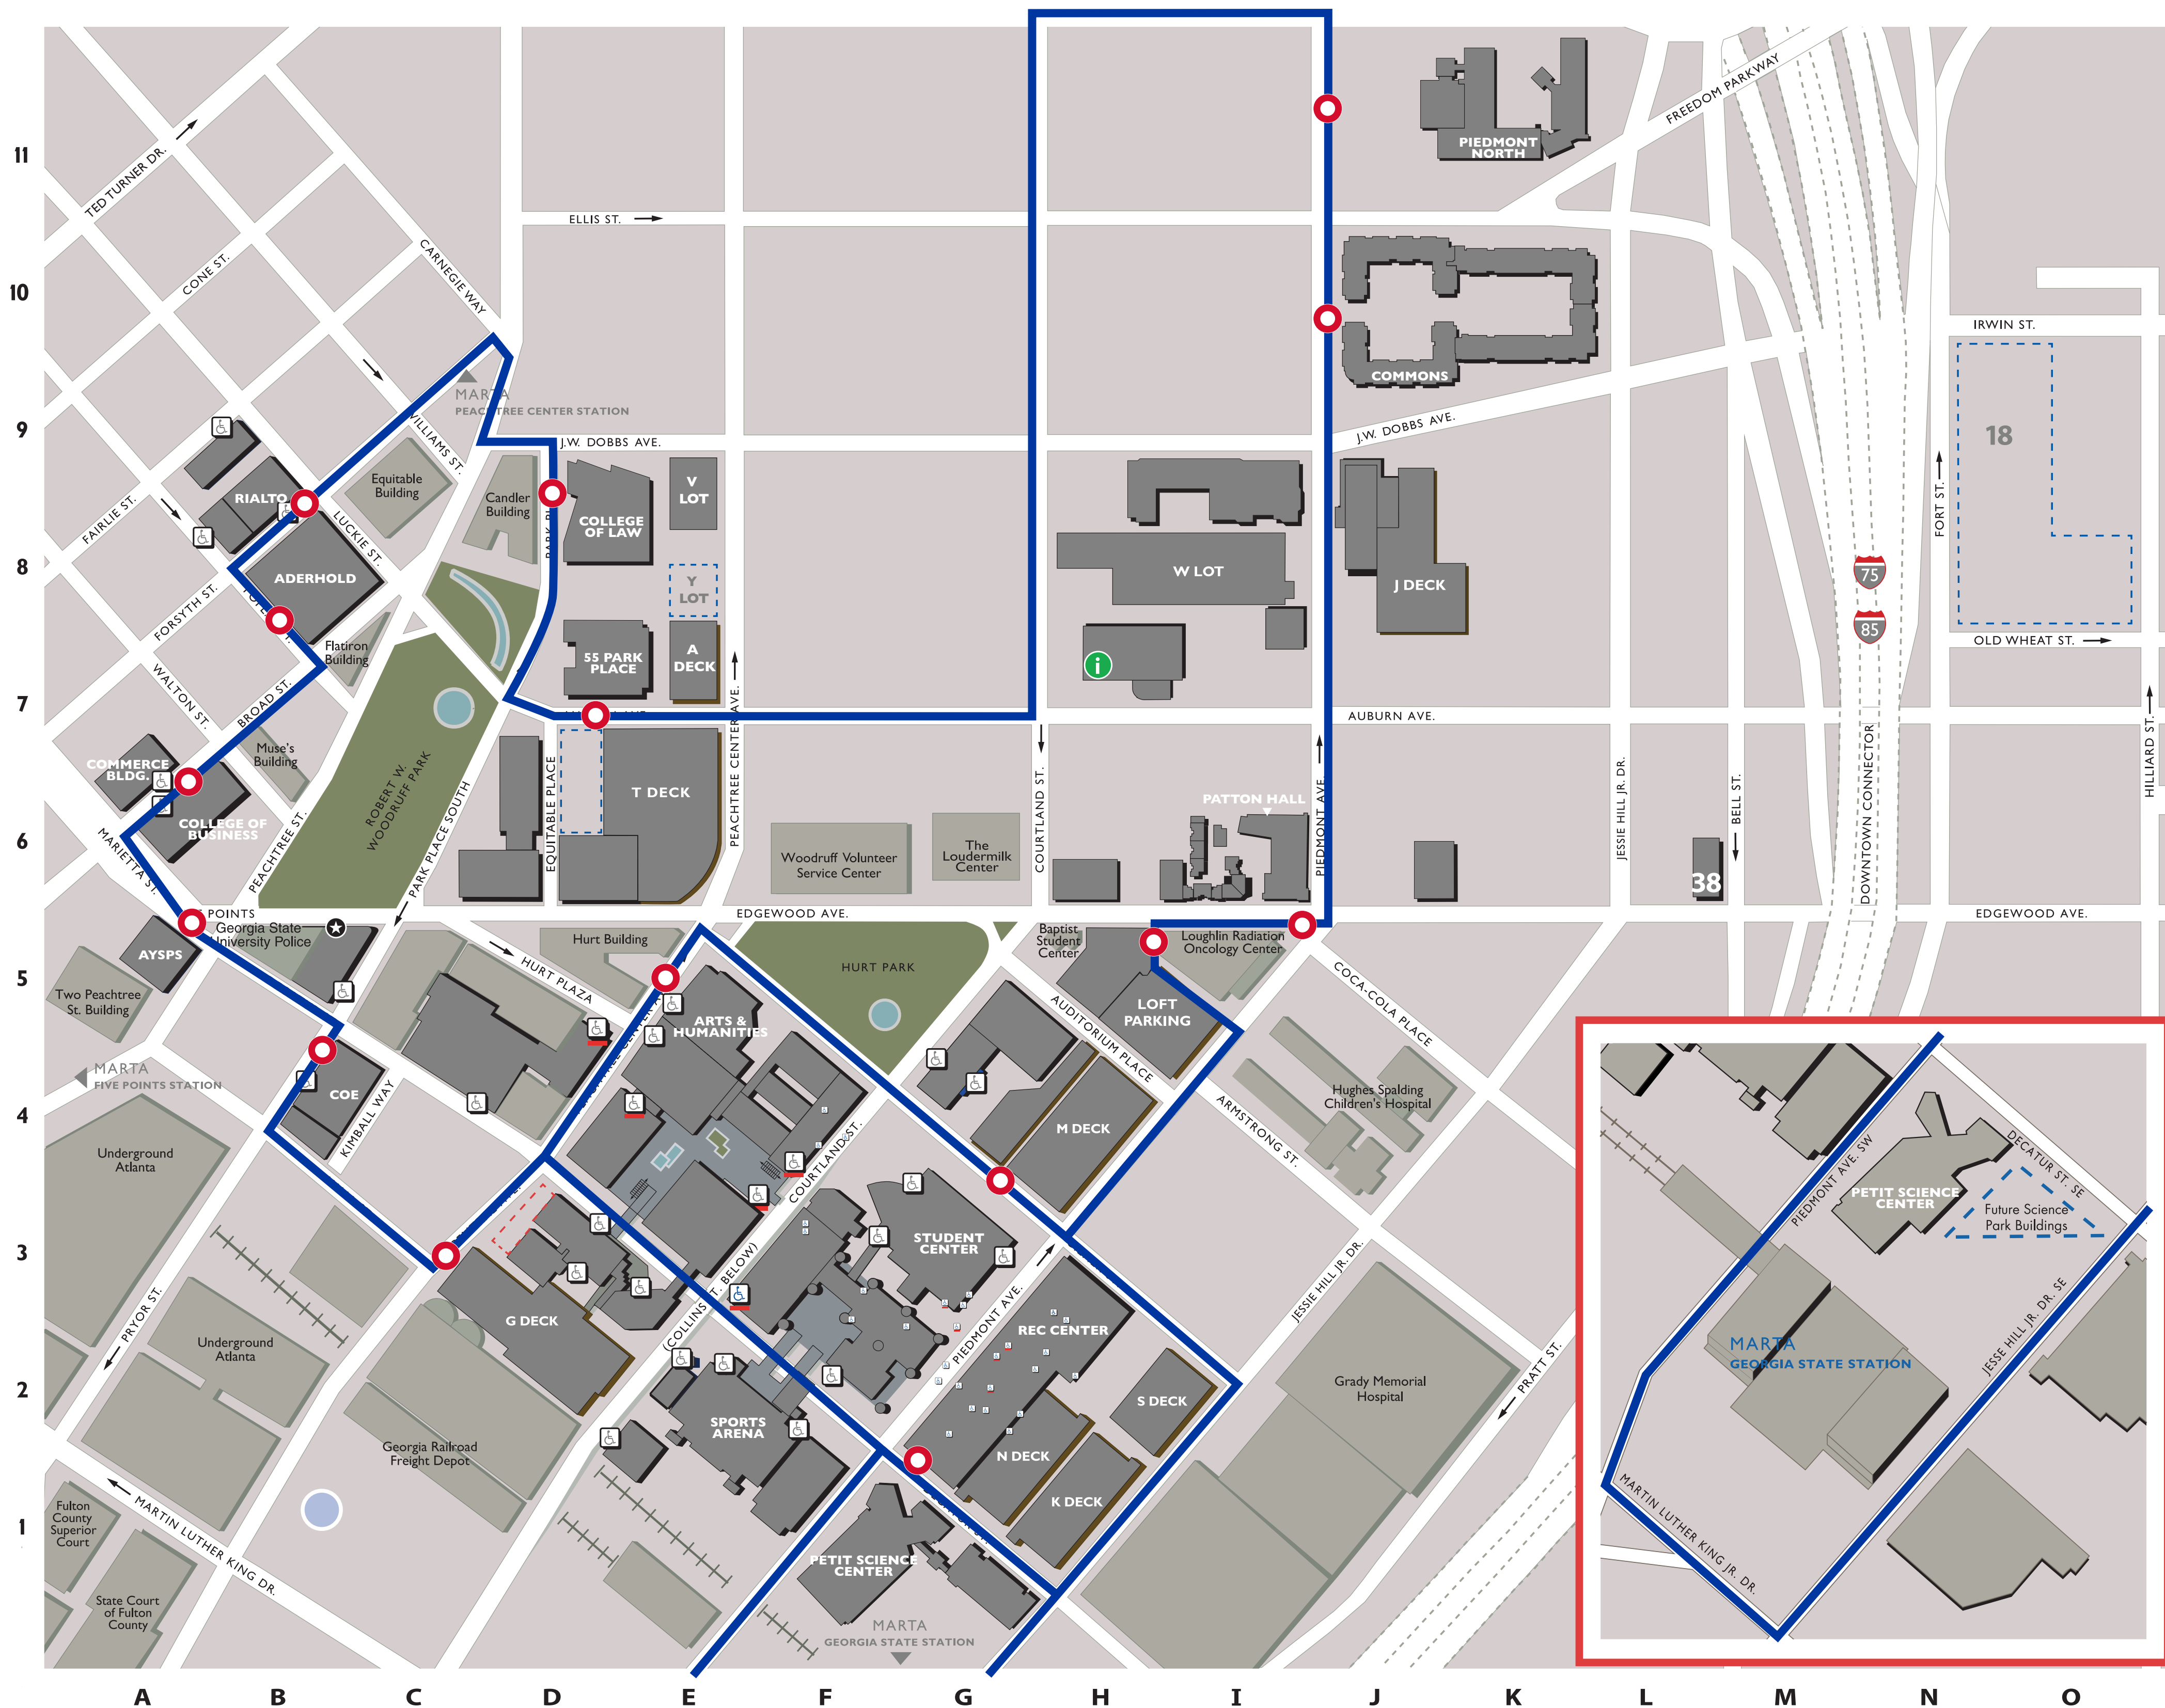 11
10
9
8
7
6
5
4
3
2
1
A
B
C
D
E
F
G
H
I
J
K
L
M
N
O
TED TURNER DR.
CONE ST.
CARNEGIE WAY
ELLIS ST.
FREEDOM PARKWAY
PIEDMONT
NORTH
COMMONS
IRWIN ST.
18
MARTA
PEACHTREE CENTER STATION
WILLIAMS ST.
J.W. DOBBS AVE.
J.W. DOBBS AVE.
FAIRLIE ST.
RIALTO
LUCKIE ST.
Equitable
Building
Candler
Building
COLLEGE
OF LAW
V
LOT
Y
LOT
A
DECK
55 PARK
PLACE
W LOT
J DECK
FORT ST.
75
85
ADERHOLD
FORSYTH ST.
Flatiron
Building
WALTON ST.
BROAD ST.
i
OLD WHEAT ST.
AUBURN AVE.
HILLIARD ST.
COMMERCE
BLDG.
Muse's
Building
ROBERT W.
WOODRUFF PARK
PARK PLACE SOUTH
EQUITABLE PLACE
T DECK
PEACHTREE CENTER AVE.
COURTLAND ST.
PIEDMONT AVE.
PATTON HALL
JESSIE HILL JR. DR.
BELL ST.
DOWNTOWN CONNECTOR
COLLEGE OF
BUSINESS
MARIETTA ST.
PEACHTREE ST.
Woodruff Volunteer
Service Center
The
Loudermilk
Center
38
POINTS
Georgia State
University Police
EDGEWOOD AVE.
EDGEWOOD AVE.
AYSPS
Two Peachtree
St. Building
HURT PLAZA
Hurt Building
HURT PARK
Baptist
Student
Center
Loughlin Radiation
Oncology Center
LOFT
PARKING
AUDITORIUM PLACE
COCA-COLA PLACE
ARTS &
HUMANITIES
MARTA
FIVE POINTS STATION
COE
KIMBALL WAY
M DECK
ARMSTRONG ST.
Hughes Spalding
Children's Hospital
Underground
Atlanta
COURTLAND ST.
STUDENT
CENTER
(COLLINS ST. BELOW)
PIEDMONT AVE.
JESSIE HILL JR. DR.
REC CENTER
G DECK
PRYOR ST.
Underground
Atlanta
Georgia Railroad
Freight Depot
SPORTS
ARENA
N DECK
S DECK
K DECK
Grady Memorial
Hospital
PRATT ST.
Fulton
County
Superior
Court
MARTIN LUTHER KING DR.
State Court
of Fulton
County
PETIT SCIENCE
CENTER
MARTA
GEORGIA STATE STATION
PIEDMONT AVE. SW
DECATUR ST. SE
PETIT SCIENCE
CENTER
Future Science
Park Buildings
MARTA
GEORGIA STATE STATION
JESSE HILL JR. DR. SE
MARTIN LUTHER KING JR. DR.